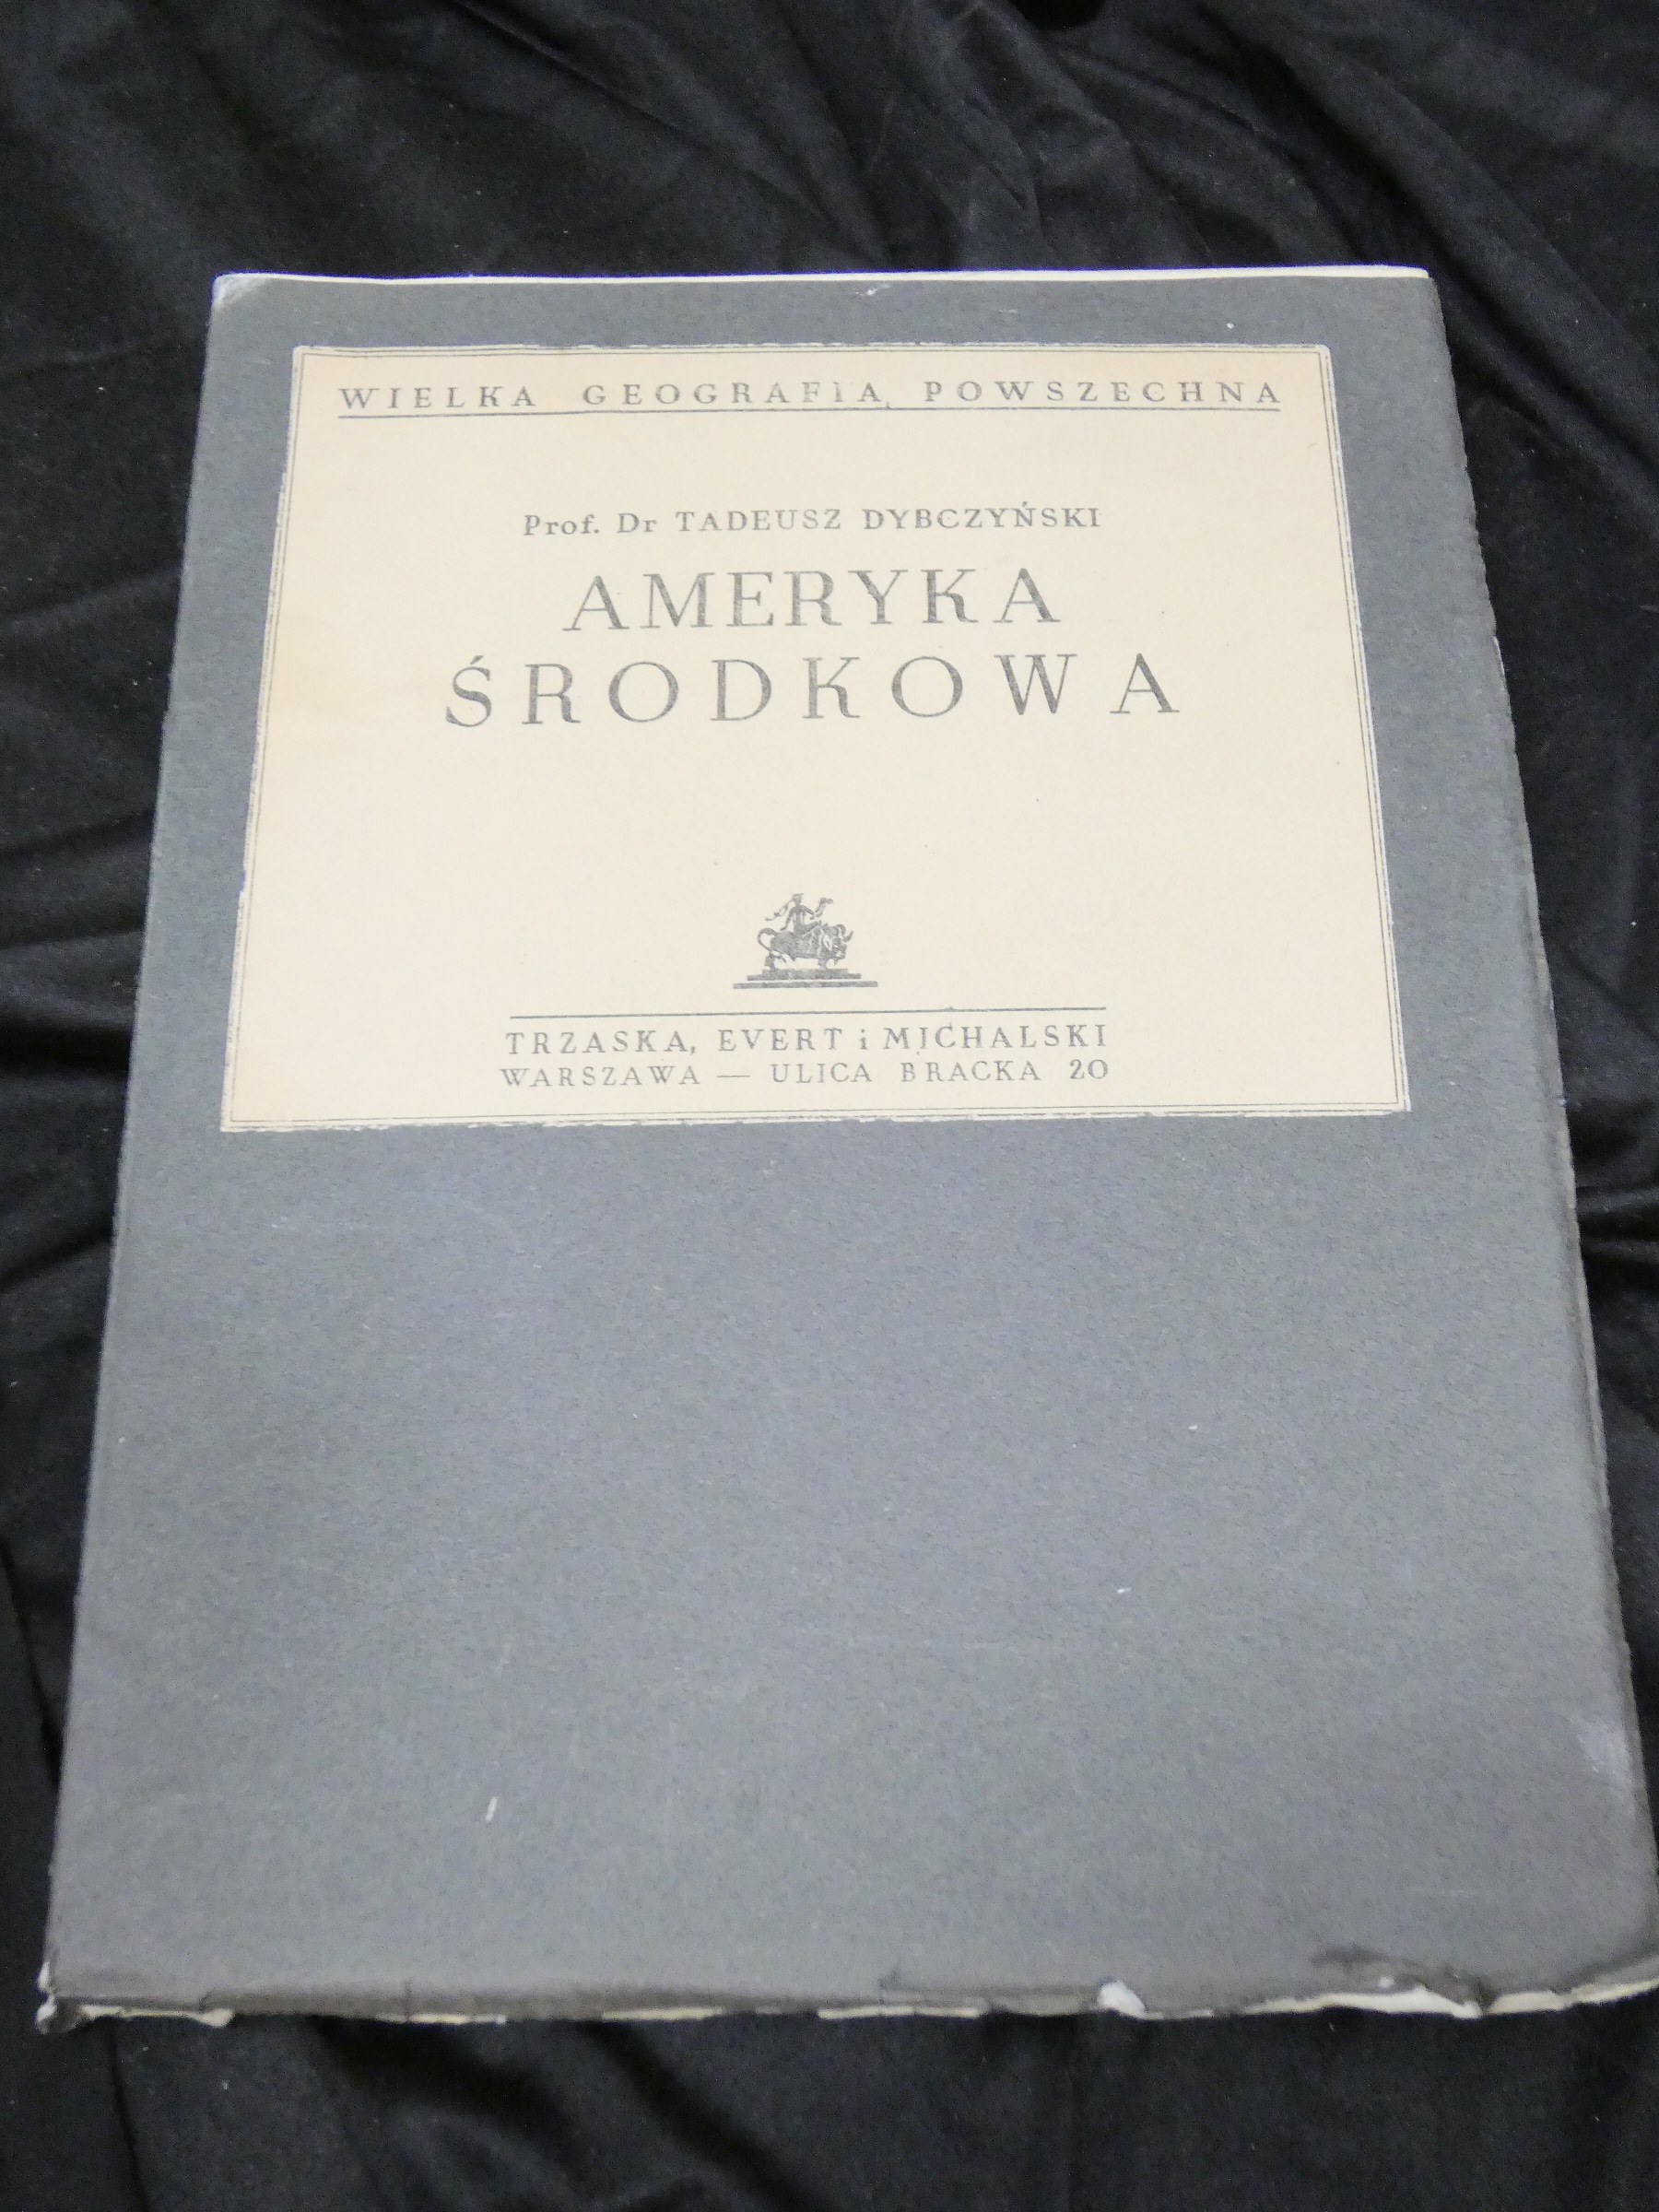 WIELKA GEOGRAFIA POWSZECHNA
Prof. Dr TADEUSZ DYBCZYŃSKI
AMERYKA
ŚRODKOWA
TRZASKA, EVERT i MICHALSKI
WARSZAWA — ULICA BRACKA 20